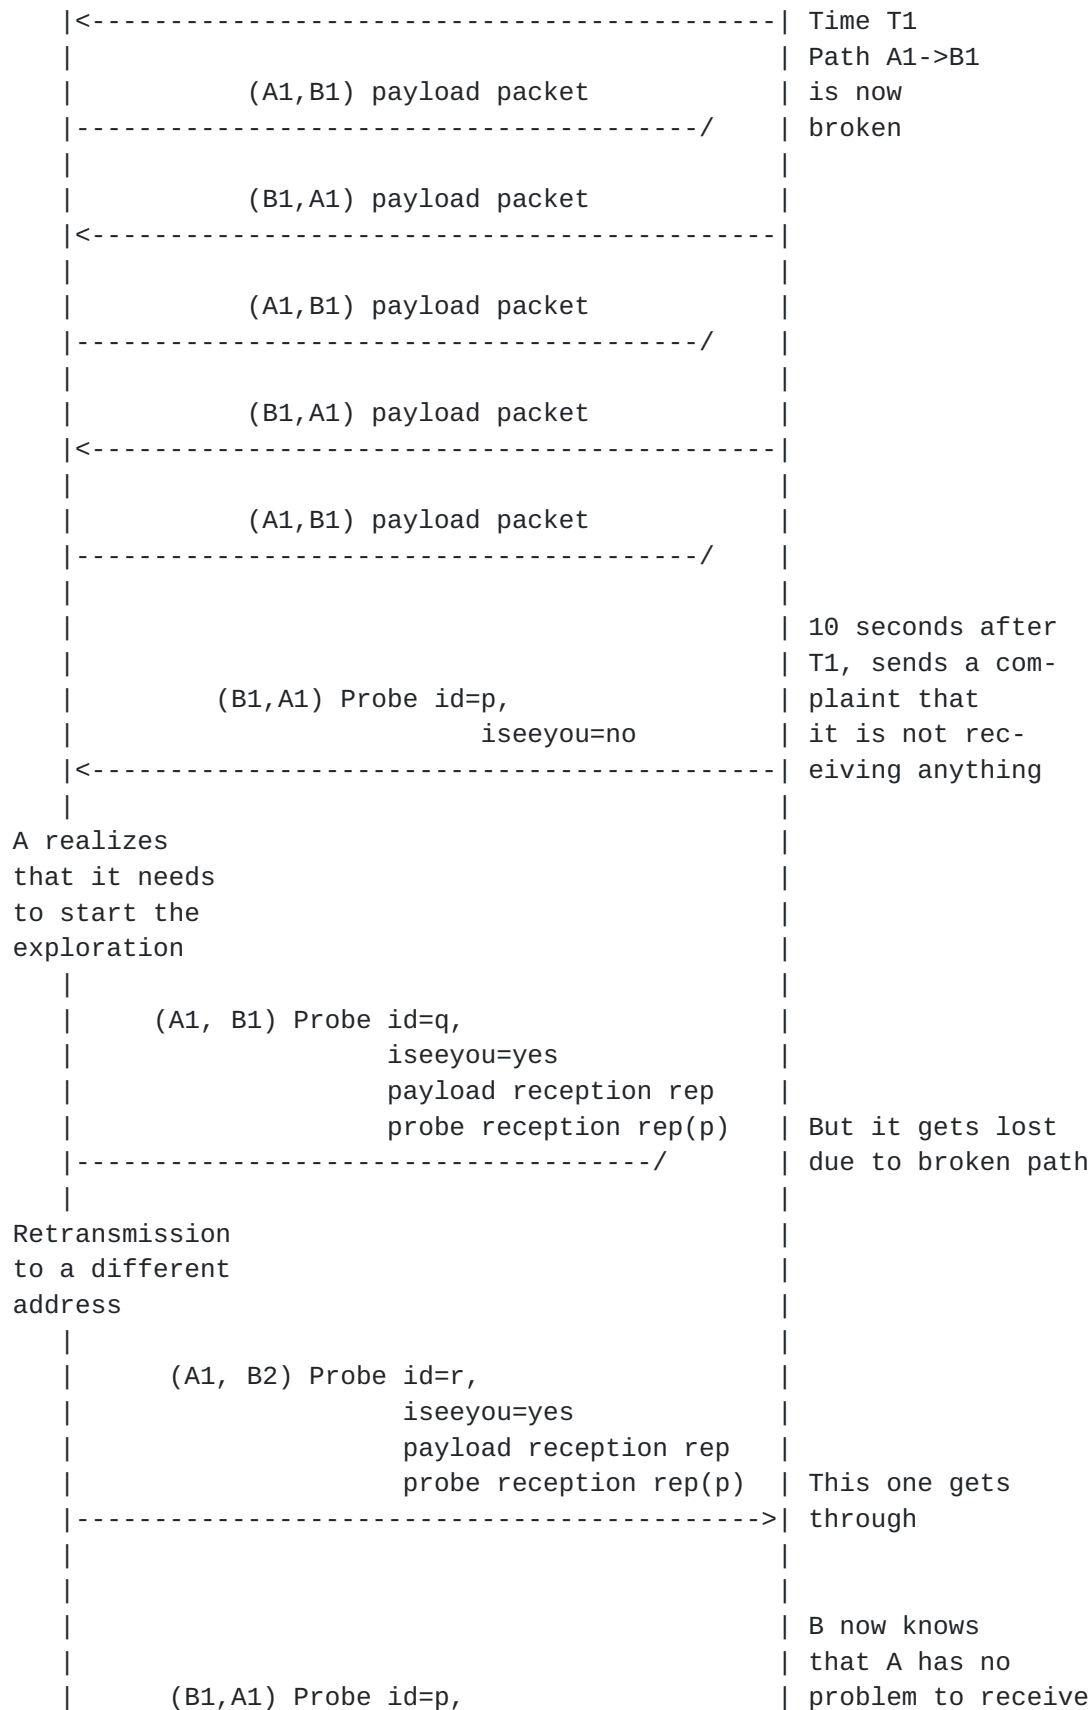 |<--------------------------------------------| Time T1
    |                                             | Path A1->B1
    |           (A1,B1) payload packet            | is now
    |----------------------------------------/    | broken
    |                                             |
    |           (B1,A1) payload packet            |
    |<--------------------------------------------|
    |                                             |
    |           (A1,B1) payload packet            |
    |----------------------------------------/    |
    |                                             |
    |           (B1,A1) payload packet            |
    |<--------------------------------------------|
    |                                             |
    |           (A1,B1) payload packet            |
    |----------------------------------------/    |
    |                                             |
    |                                             | 10 seconds after
    |                                             | T1, sends a com-
    |         (B1,A1) Probe id=p,                 | plaint that
    |                          iseeyou=no         | it is not rec-
    |<--------------------------------------------| eiving anything
    |                                             |
A realizes                                        |
that it needs                                     |
to start the                                      |
exploration                                       |
    |                                             |
    |     (A1, B1) Probe id=q,                    |
    |                    iseeyou=yes              |
    |                    payload reception rep    |
    |                    probe reception rep(p)   | But it gets lost
    |-------------------------------------/       | due to broken path
    |                                             |
Retransmission                                    |
to a different                                    |
address                                           |
    |                                             |
    |      (A1, B2) Probe id=r,                   |
    |                     iseeyou=yes             |
    |                     payload reception rep   |
    |                     probe reception rep(p)  | This one gets
    |-------------------------------------------->| through
    |                                             |
    |                                             |
    |                                             | B now knows
    |                                             | that A has no
    |      (B1,A1) Probe id=p,                    | problem to receive